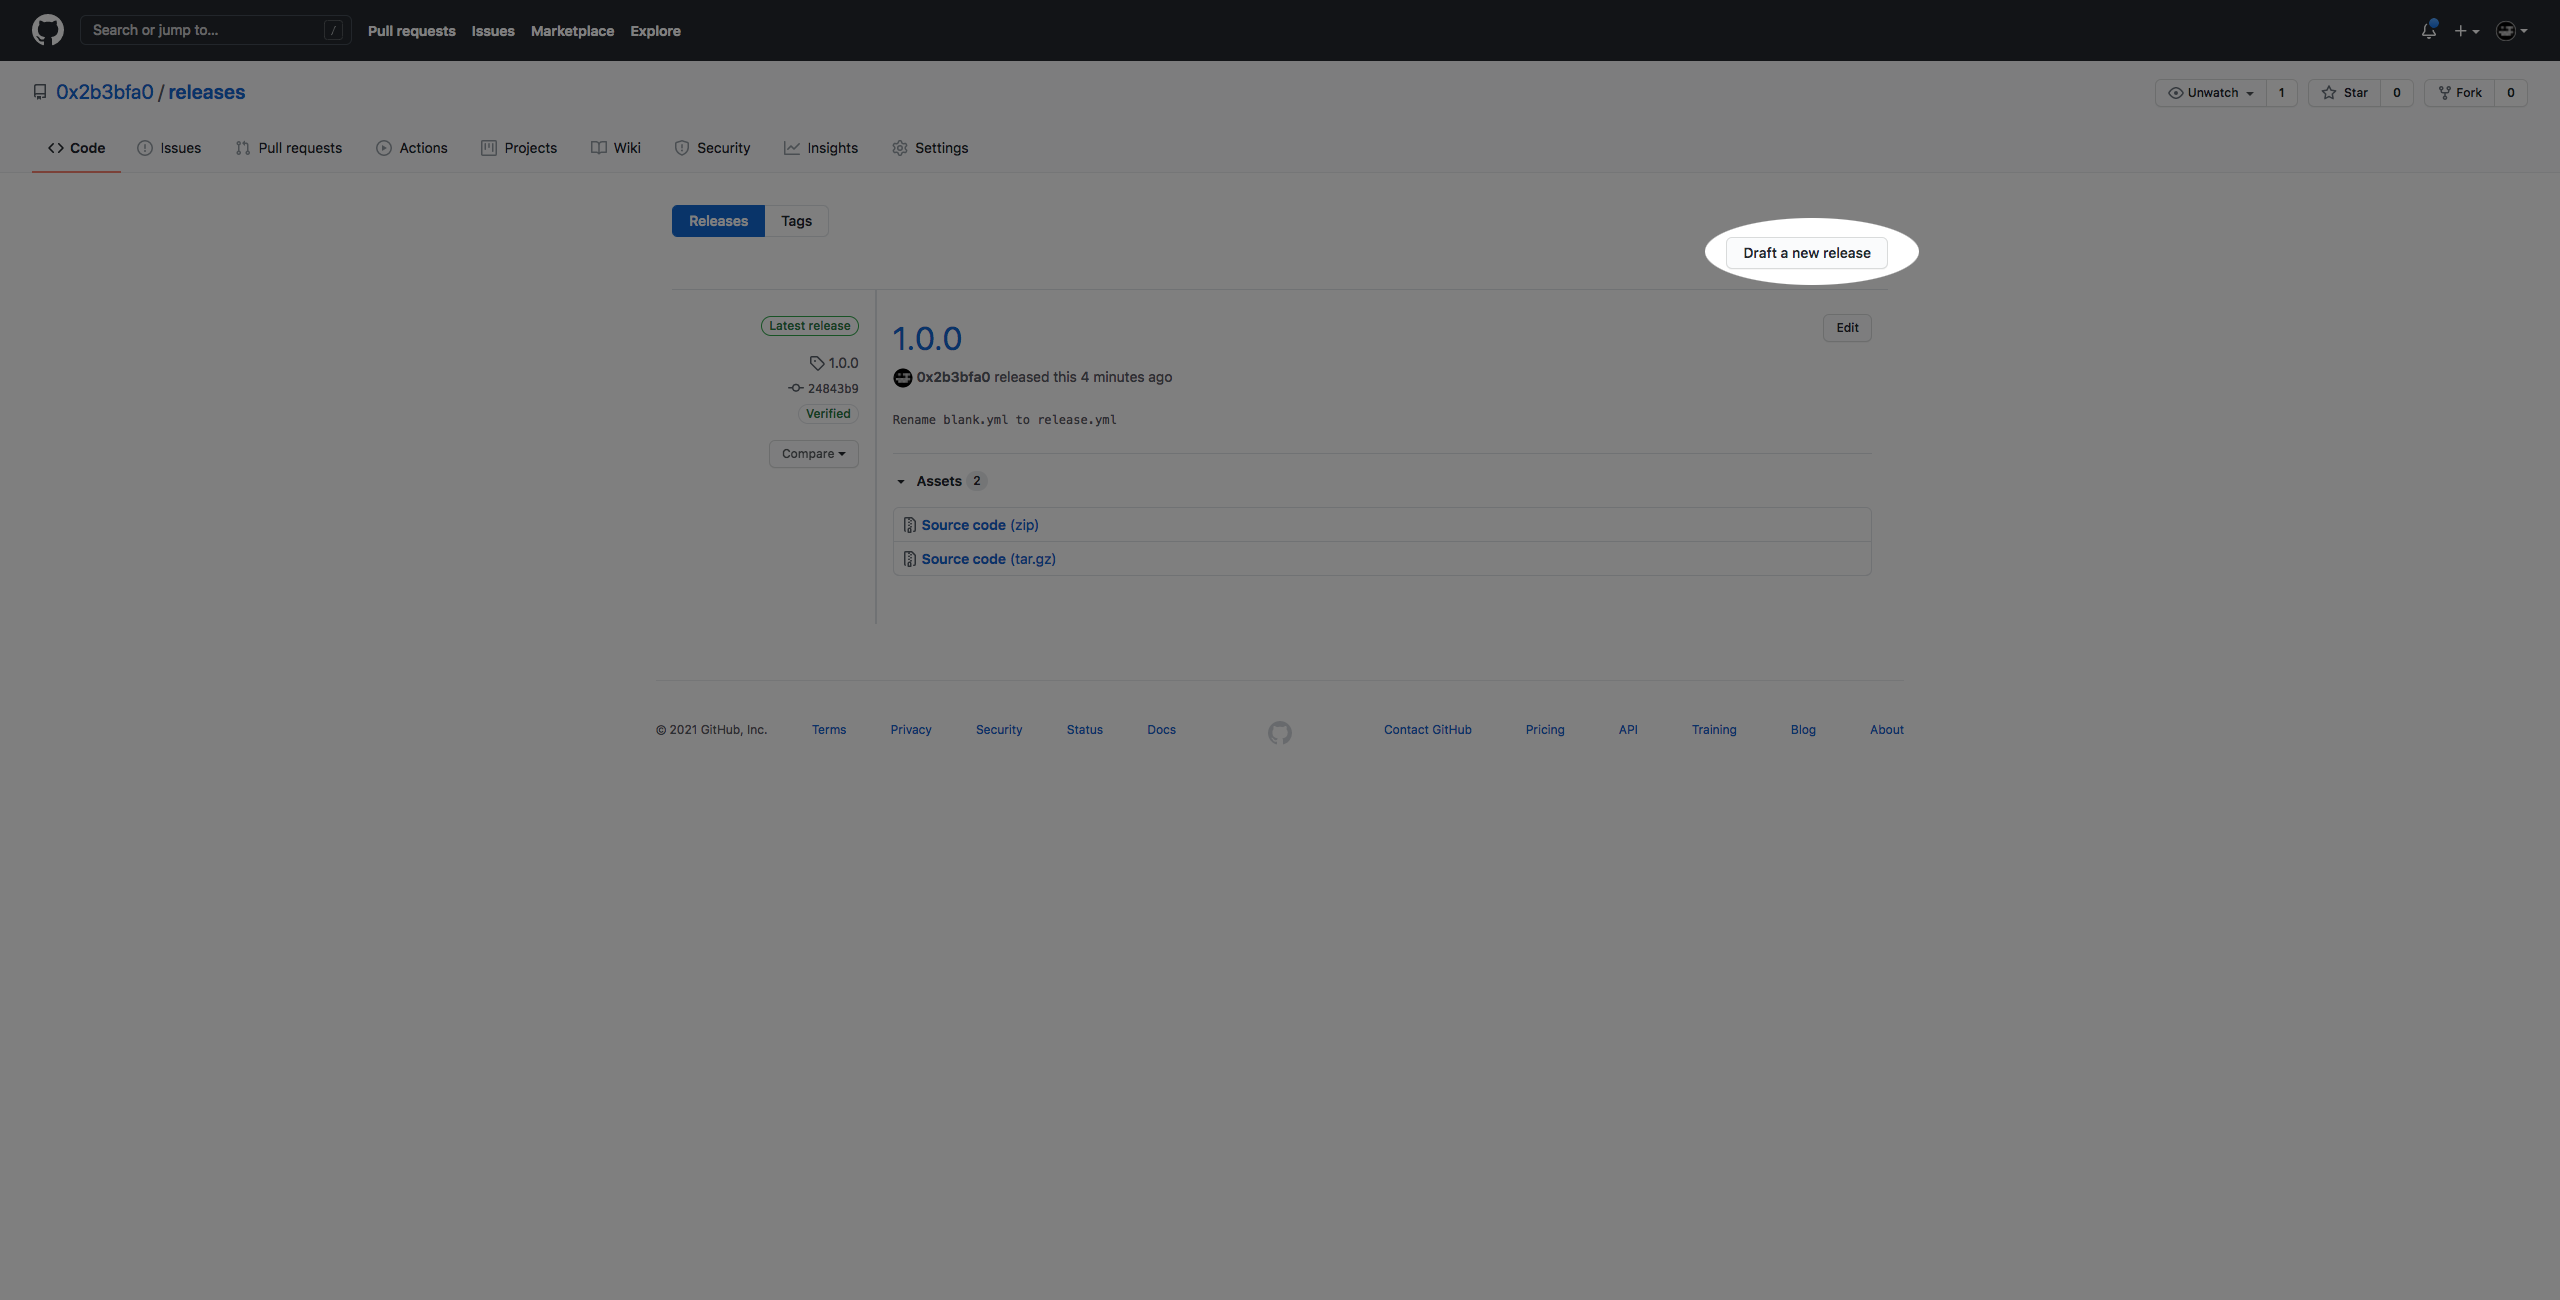 Search or jump to... /
Pull requests Issues Marketplace Explore
0x2b3bfa0 / releases
Unwatch 1 Star 0 Fork 0
Code Issues Pull requests Actions Projects Wiki Security Insights Settings
Releases Tags
Draft a new release
Latest release
1.0.0
24843b9
Verified
Compare
1.0.0
Edit
0x2b3bfa0 released this 4 minutes ago
Rename blank.yml to release.yml
Assets 2
Source code (zip)
Source code (tar.gz)
© 2021 GitHub, Inc. Terms Privacy Security Status Docs Contact GitHub Pricing API Training Blog About